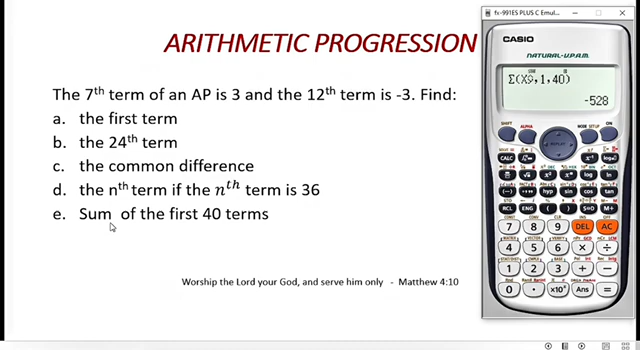 fx-991ES PLUS C Emul
ARITHMETIC PROGRESSION
CASIO
NATURAL-V.P.A.M.
Σ(Xŷ,1,40)
-528
The 7th term of an AP is 3 and the 12th term is -3. Find:
a. the first term
b. the 24th term
c. the common difference
d. the nth term if the nth term is 36
e. Sum of the first 40 terms
SHIFT ALPHA MODE SETUP ON
REPLAY
CALC
log ln
hyp sin cos tan
RCL ENG ( ) S⇔D M+
7 8 9 DEL AC
4 5 6 × ÷
1 2 3 + −
0 . ×10ˣ Ans =
Worship the Lord your God, and serve him only - Matthew 4:10